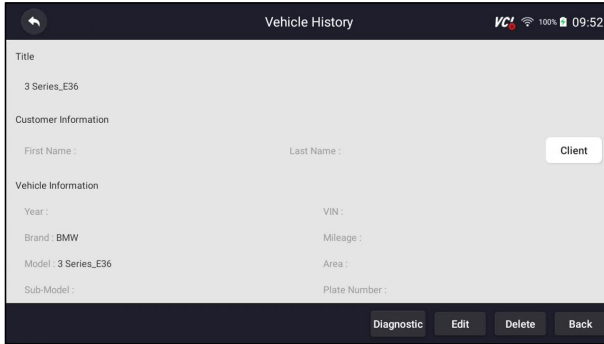 Vehicle History VCI 100% 09:52
Title
3 Series_E36
Customer Information
First Name : Last Name : Client
Vehicle Information
Year : VIN :
Brand : BMW Mileage :
Model : 3 Series_E36 Area :
Sub-Model : Plate Number :
Diagnostic Edit Delete Back